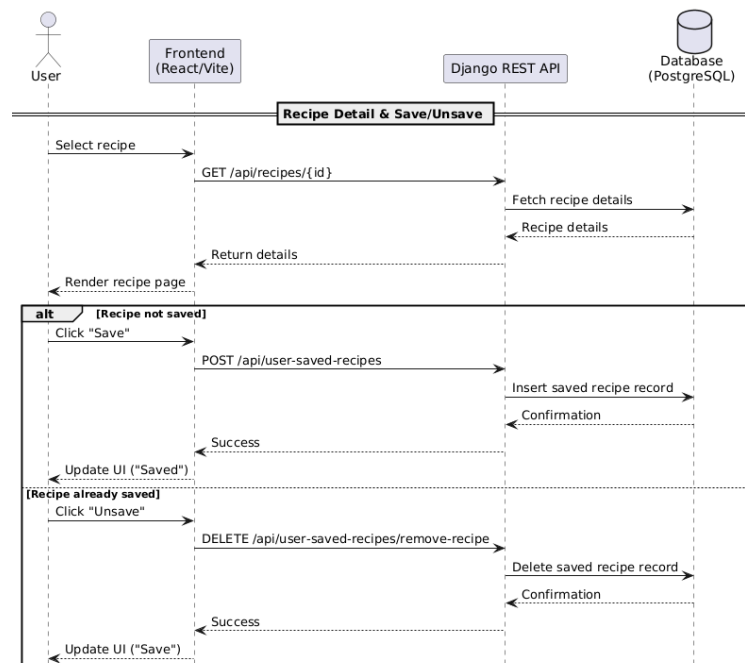 User
Frontend
(React/Vite)
Django REST API
Database
(PostgreSQL)
Recipe Detail & Save/Unsave
Select recipe
GET /api/recipes/{id}
Fetch recipe details
Recipe details
Return details
Render recipe page
alt [Recipe not saved]
Click "Save"
POST /api/user-saved-recipes
Insert saved recipe record
Confirmation
Success
Update UI ("Saved")
[Recipe already saved]
Click "Unsave"
DELETE /api/user-saved-recipes/remove-recipe
Delete saved recipe record
Confirmation
Success
Update UI ("Save")